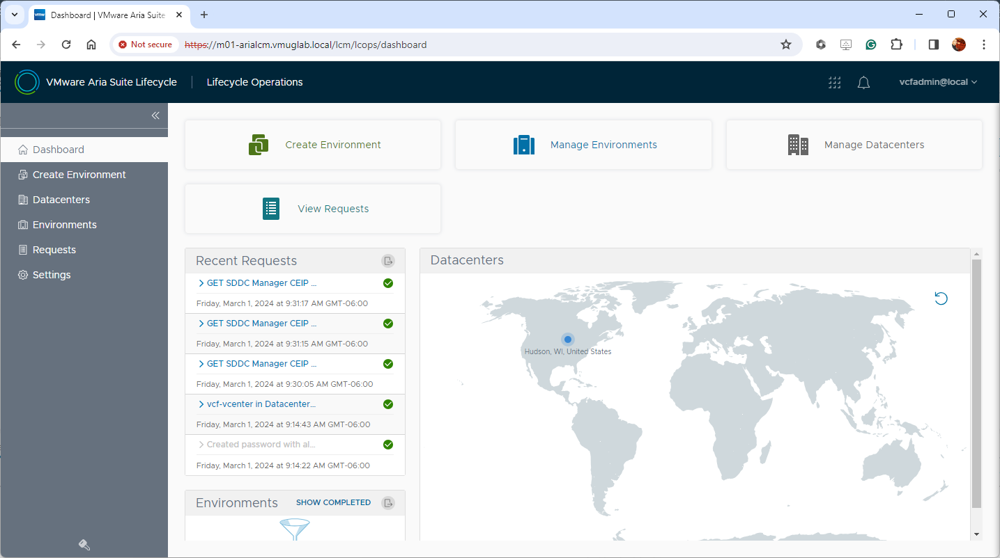 vmw
Dashboard | VMware Aria Suite
Not secure
https://m01-arialcm.vmuglab.local/lcm/lcops/dashboard
VMware Aria Suite Lifecycle
Lifecycle Operations
vcfadmin@local
Dashboard
Create Environment
Datacenters
Environments
Requests
Settings
Create Environment
Manage Environments
Manage Datacenters
View Requests
Recent Requests
GET SDDC Manager CEIP ...
Friday, March 1, 2024 at 9:31:17 AM GMT-06:00
GET SDDC Manager CEIP ...
Friday, March 1, 2024 at 9:31:15 AM GMT-06:00
GET SDDC Manager CEIP ...
Friday, March 1, 2024 at 9:30:05 AM GMT-06:00
vcf-vcenter in Datacenter...
Friday, March 1, 2024 at 9:14:43 AM GMT-06:00
Created password with al...
Friday, March 1, 2024 at 9:14:22 AM GMT-06:00
Environments
SHOW COMPLETED
Datacenters
Hudson, WI, United States